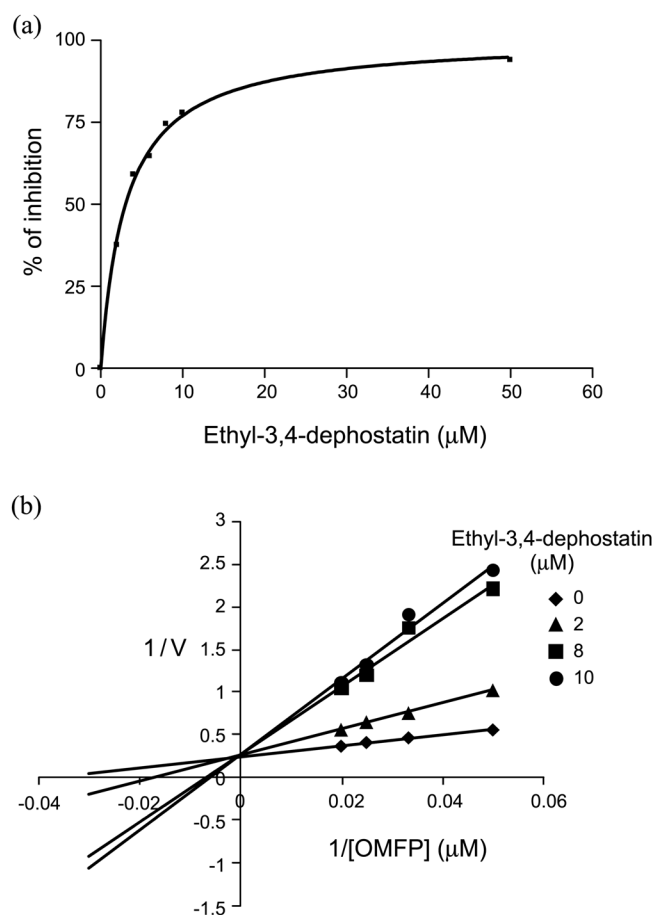 (a)
100
75
50
25
0
0 10 20 30 40 50 60
% of inhibition
Ethyl-3,4-dephostatin (μM)
(b)
3
2.5
2
1.5
1
0.5
0
-0.5
-1
-1.5
-0.04 -0.02 0 0.02 0.04 0.06
1/V
1/[OMFP] (μM)
Ethyl-3,4-dephostatin
(μM)
0
2
8
10